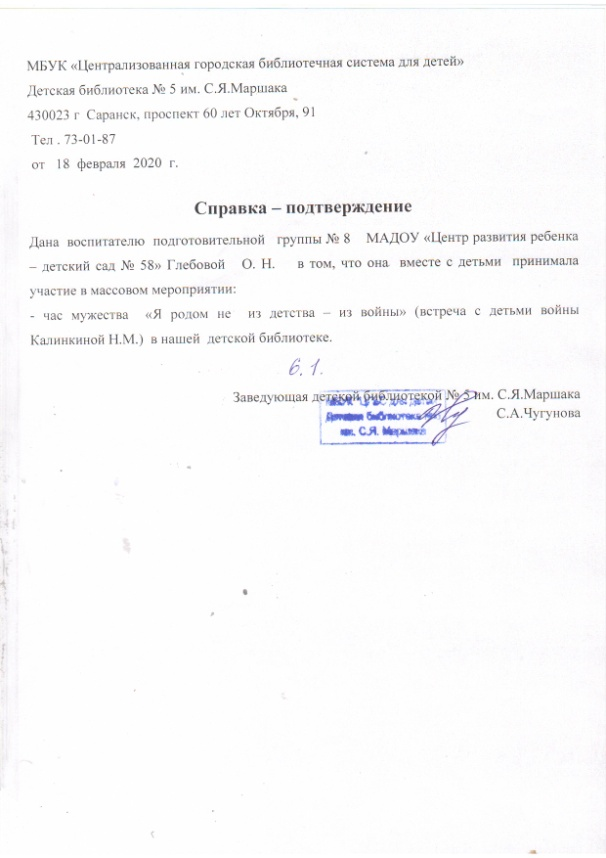 МБУК «Централизованная городская библиотечная система для детей»
Детская библиотека № 5 им. С.Я.Маршака
430023 г Саранск, проспект 60 лет Октября, 91
Тел . 73-01-87
от 18 февраля 2020 г.
Справка – подтверждение
Дана воспитателю подготовительной группы № 8 МАДОУ «Центр развития ребенка
– детский сад № 58» Глебовой О. Н. в том, что она вместе с детьми принимала
участие в массовом мероприятии:
- час мужества «Я родом не из детства – из войны» (встреча с детьми войны
Калинкиной Н.М.) в нашей детской библиотеке.
6.1.
Заведующая детской библиотекой № 5 им. С.Я.Маршака
С.А.Чугунова
Детская библиотека
им. С.Я. Маршака